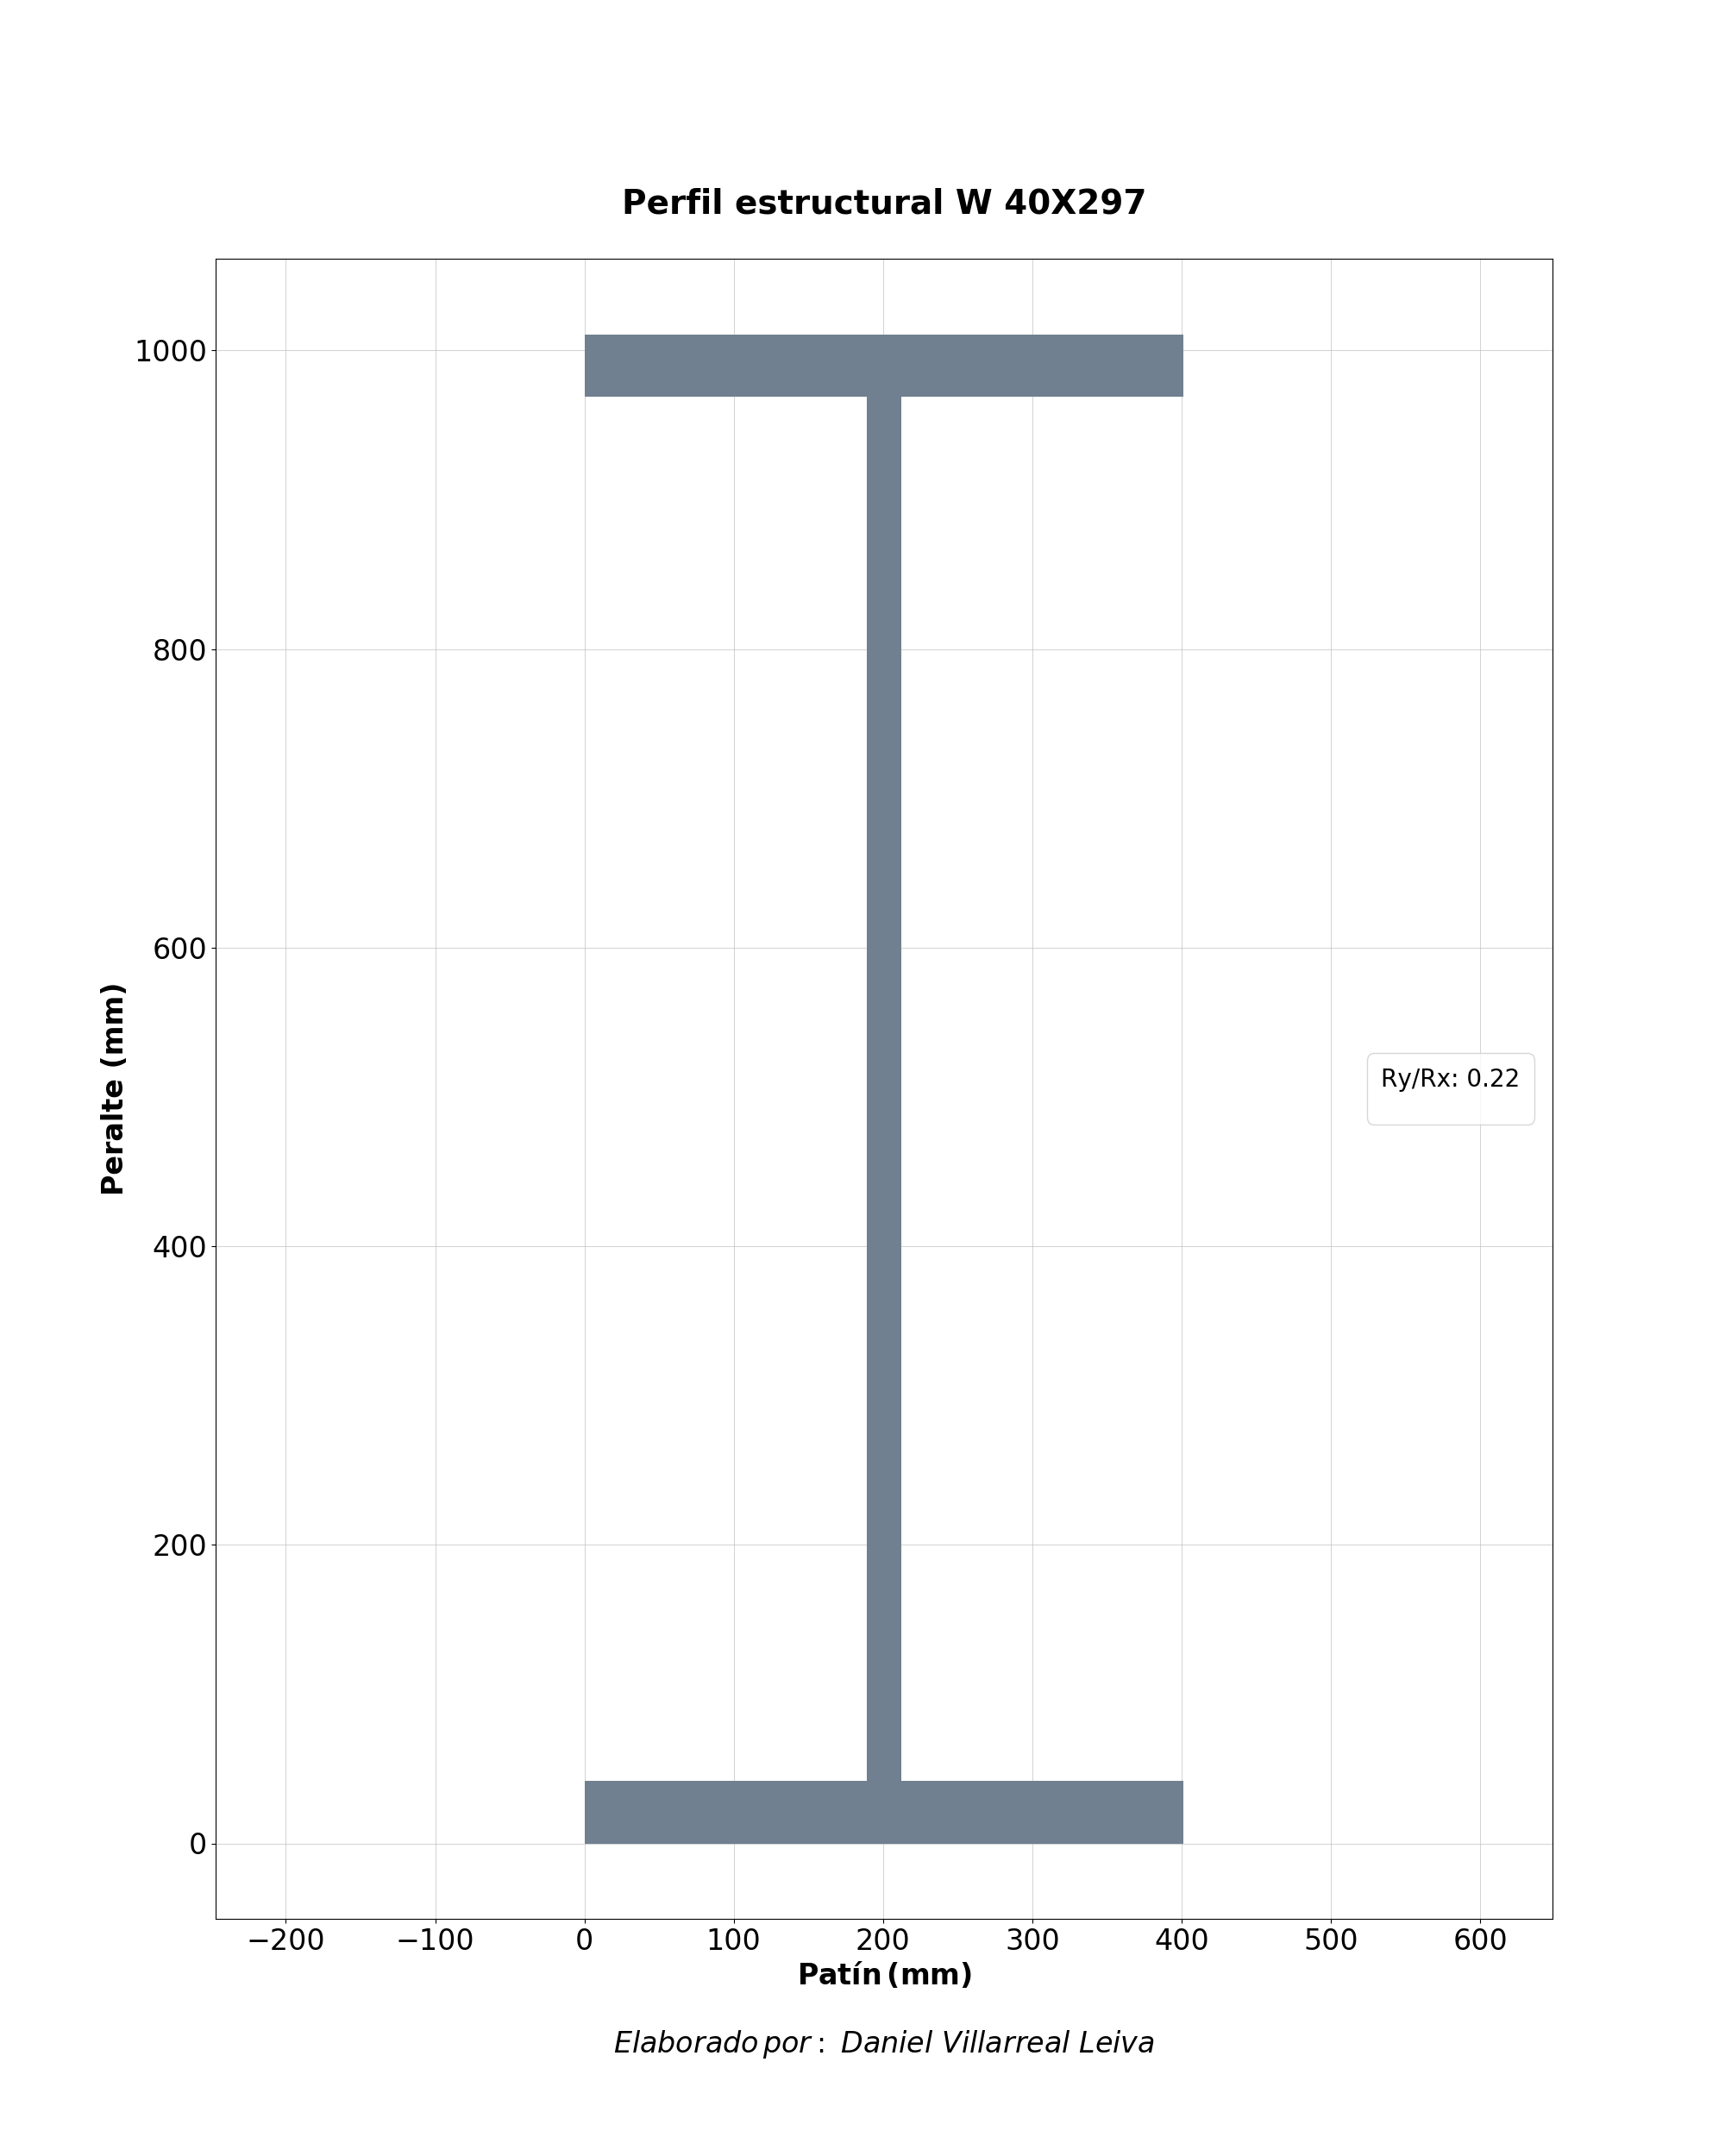 Perfil estructural W 40X297
1000
800
600
400
200
0
Peralte (mm)
Ry/Rx: 0.22
−200 −100 0 100 200 300 400 500 600
Patín (mm)
Elaborado por: Daniel Villarreal Leiva